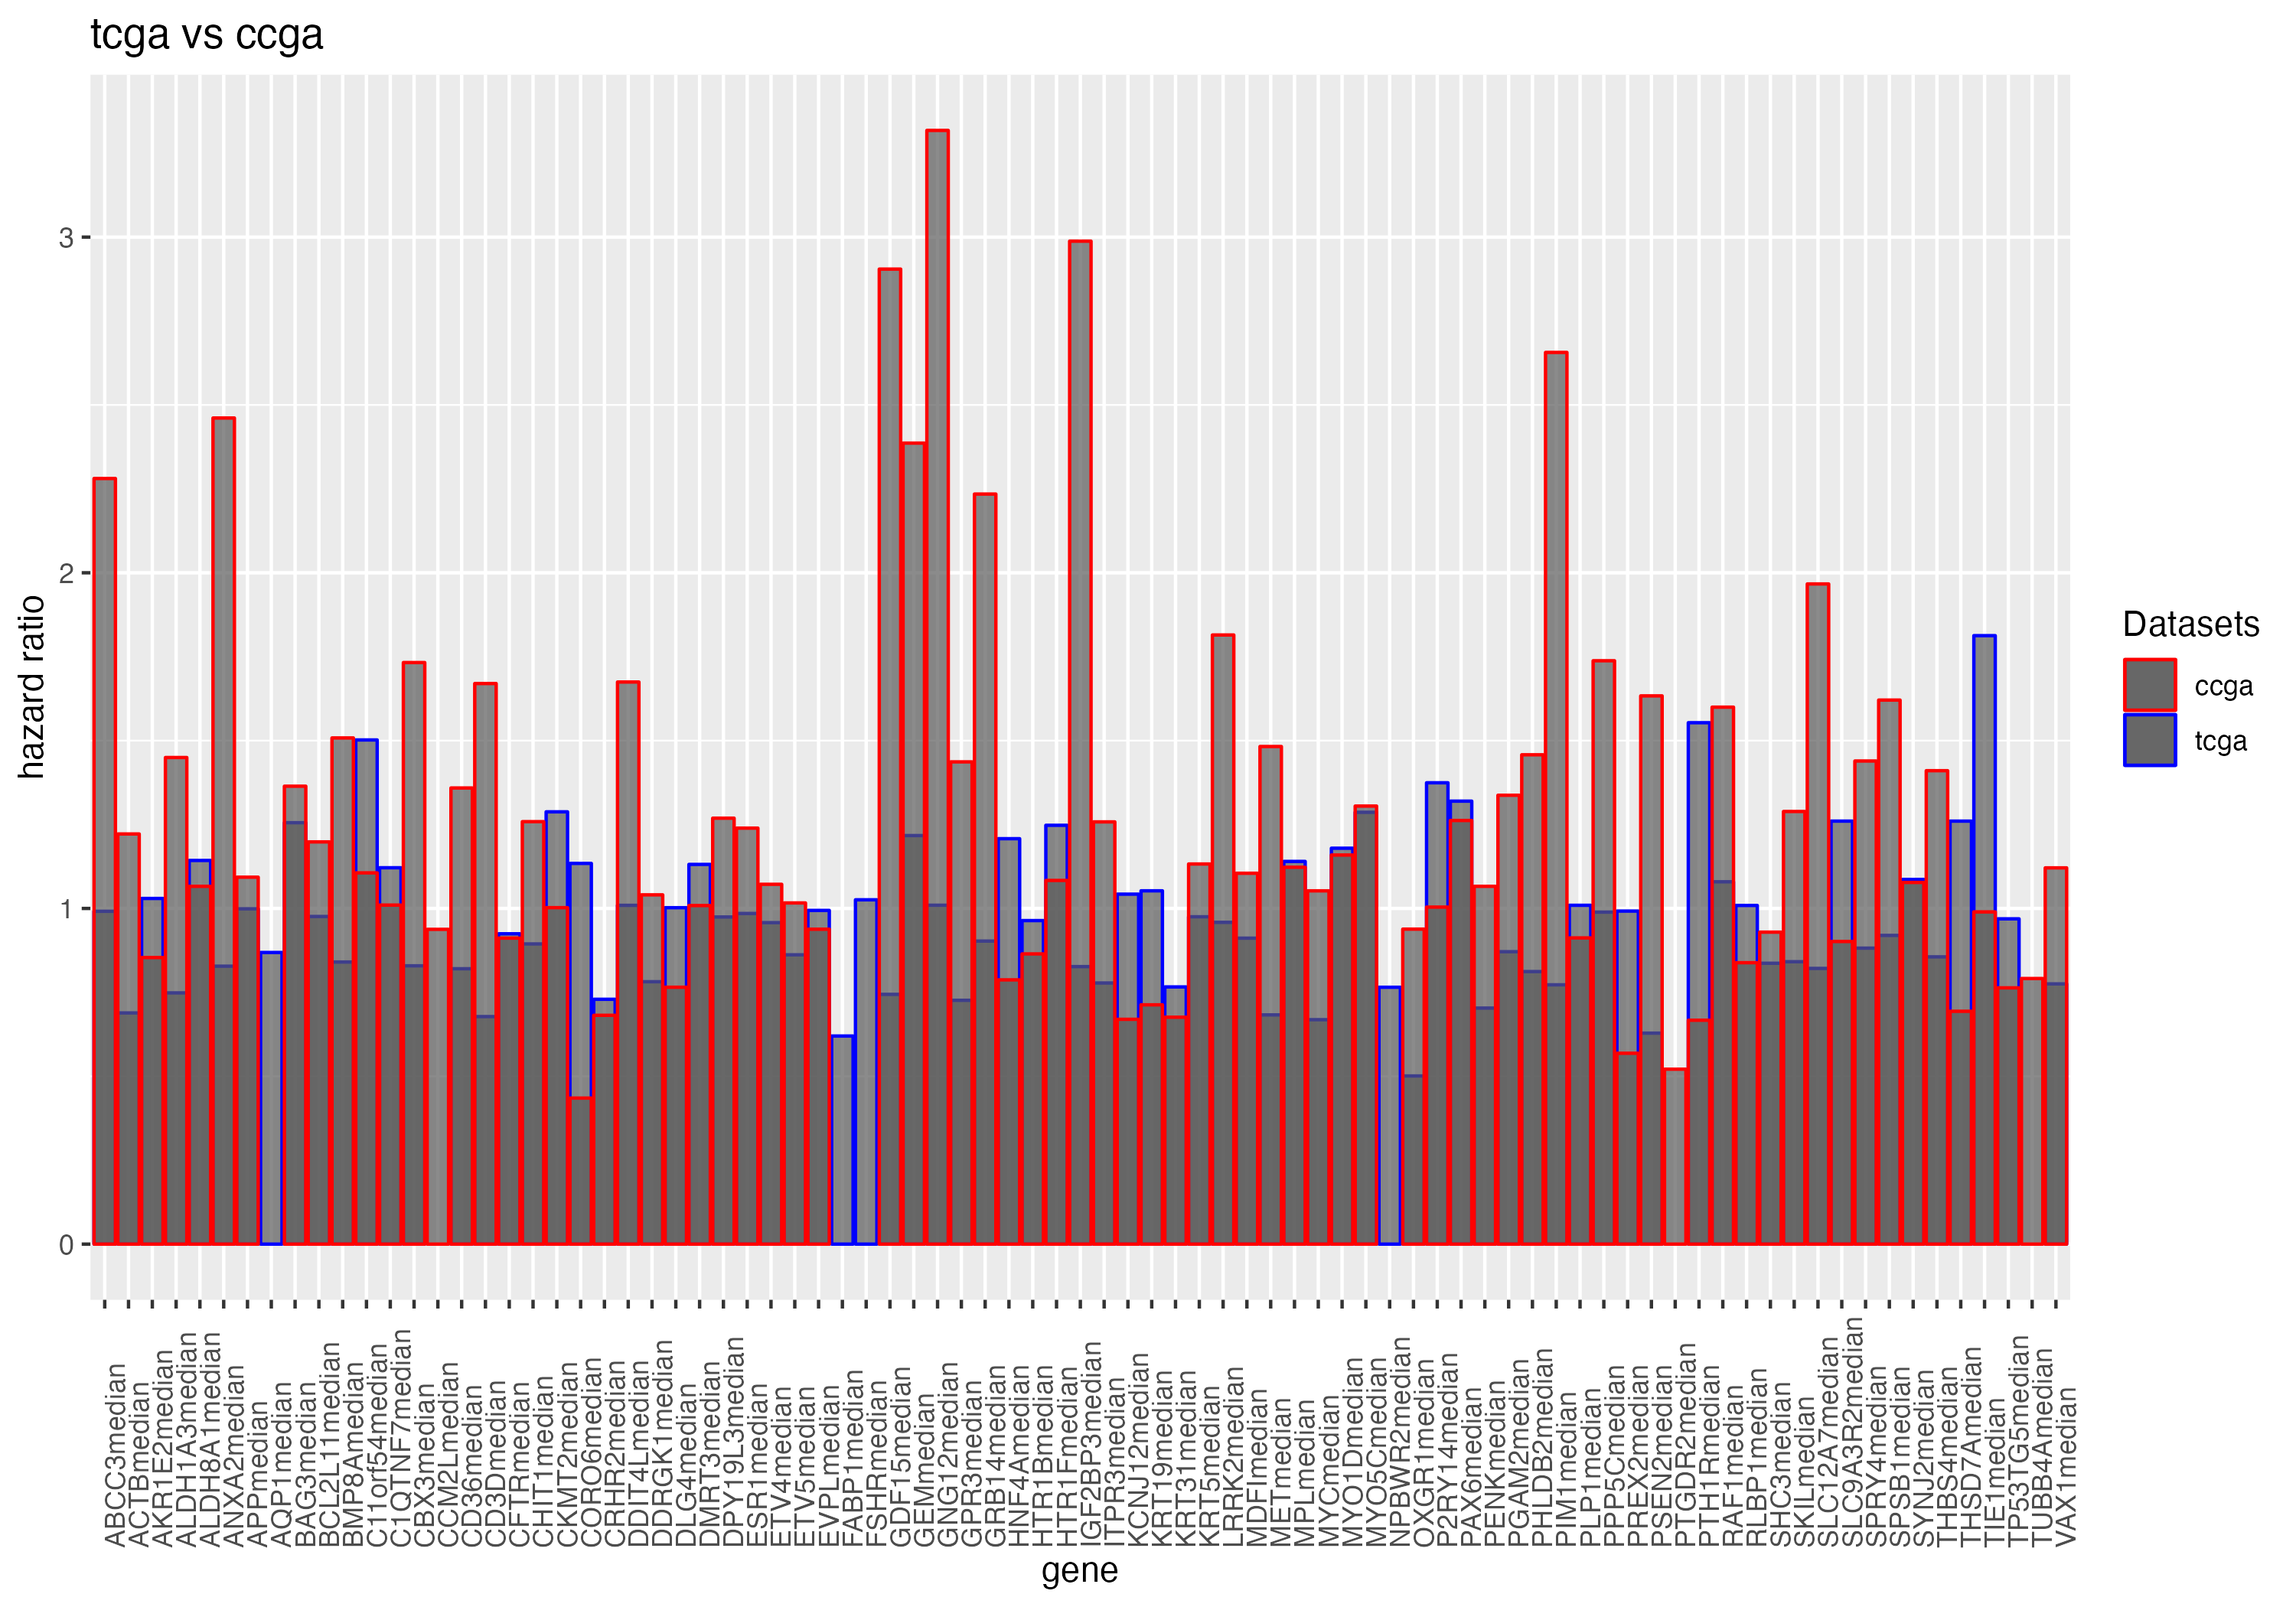 tcga vs ccga
3
2
1
0
hazard ratio
ABCC3median
ACTBmedian
AKR1E2median
ALDH1A3median
ALDH8A1median
ANXA2median
APPmedian
AQP1median
BAG3median
BCL2L11median
BMP8Amedian
C11orf54median
C1QTNF7median
CBX3median
CCM2Lmedian
CD36median
CD3Dmedian
CFTRmedian
CHIT1median
CKMT2median
CORO6median
CRHR2median
DDIT4Lmedian
DDRGK1median
DLG4median
DMRT3median
DPY19L3median
ESR1median
ETV4median
ETV5median
EVPLmedian
FABP1median
FSHRmedian
GDF15median
GEMmedian
GNG12median
GPR3median
GRB14median
HNF4Amedian
HTR1Bmedian
HTR1Fmedian
IGF2BP3median
ITPR3median
KCNJ12median
KRT19median
KRT31median
KRT5median
LRRK2median
MDFImedian
METmedian
MPLmedian
MYCmedian
MYO1Dmedian
MYO5Cmedian
NPBWR2median
OXGR1median
P2RY14median
PAX6median
PENKmedian
PGAM2median
PHLDB2median
PIM1median
PLP1median
PPP5Cmedian
PREX2median
PSEN2median
PTGDR2median
PTH1Rmedian
RAF1median
RLBP1median
SHC3median
SKILmedian
SLC12A7median
SLC9A3R2median
SPRY4median
SPSB1median
SYNJ2median
THBS4median
THSD7Amedian
TIE1median
TP53TG5median
TUBB4Amedian
VAX1median
gene
Datasets
ccga
tcga